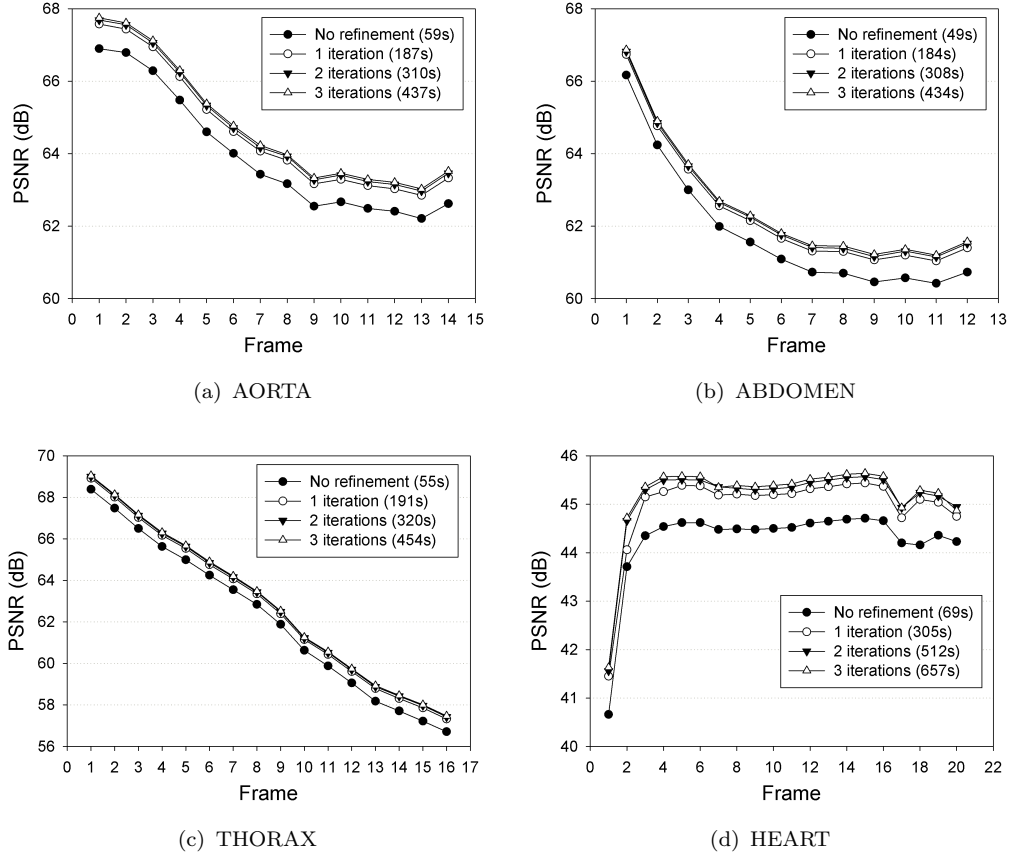 68
66
64
62
60
PSNR (dB)
No refinement (59s)
1 iteration (187s)
2 iterations (310s)
3 iterations (437s)
0 1 2 3 4 5 6 7 8 9 10 11 12 13 14 15
Frame
(a) AORTA
68
66
64
62
60
PSNR (dB)
No refinement (49s)
1 iteration (184s)
2 iterations (308s)
3 iterations (434s)
0 1 2 3 4 5 6 7 8 9 10 11 12 13
Frame
(b) ABDOMEN
70
68
66
64
62
60
58
56
PSNR (dB)
No refinement (55s)
1 iteration (191s)
2 iterations (320s)
3 iterations (454s)
0 1 2 3 4 5 6 7 8 9 10 11 12 13 14 15 16 17
Frame
(c) THORAX
46
45
44
43
42
41
40
PSNR (dB)
No refinement (69s)
1 iteration (305s)
2 iterations (512s)
3 iterations (657s)
0 2 4 6 8 10 12 14 16 18 20 22
Frame
(d) HEART